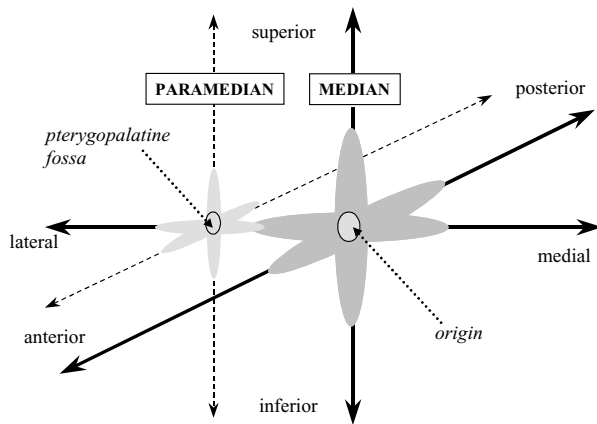 superior
PARAMEDIAN
MEDIAN
posterior
pterygopalatine
fossa
lateral
medial
anterior
origin
inferior